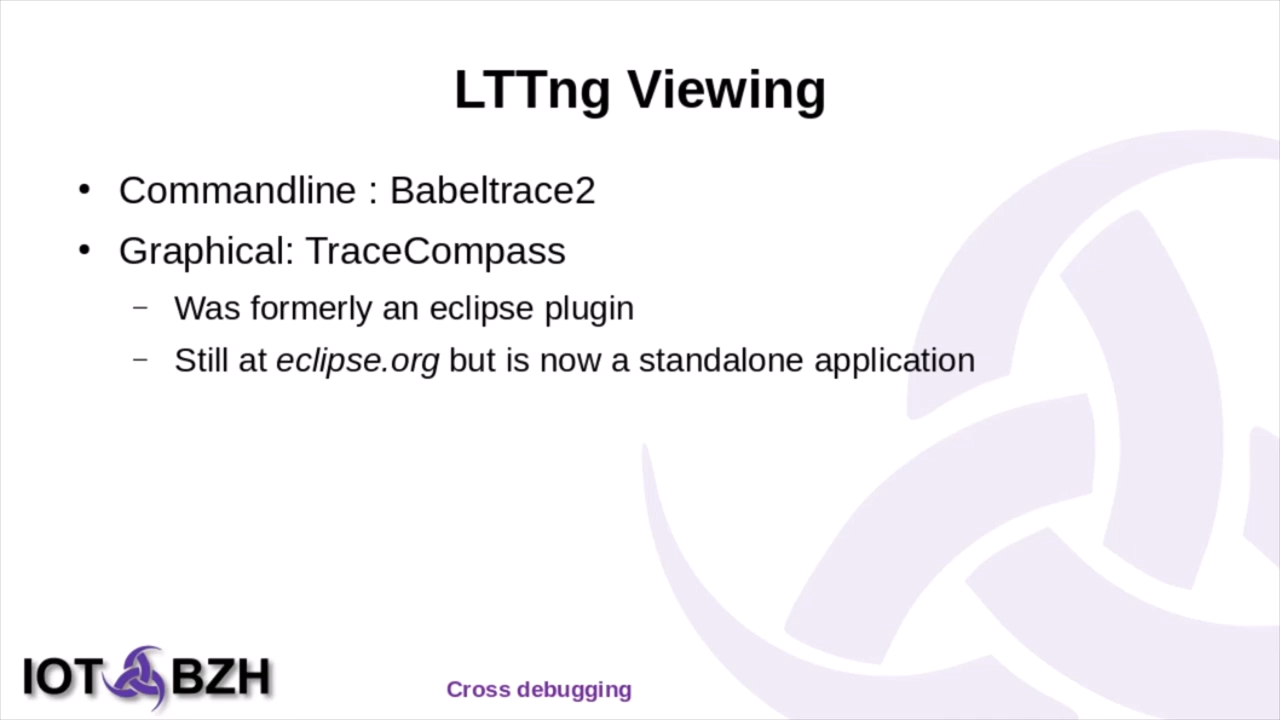 LTTng Viewing
• Commandline : Babeltrace2
• Graphical: TraceCompass
– Was formerly an eclipse plugin
– Still at eclipse.org but is now a standalone application
IOT BZH
Cross debugging